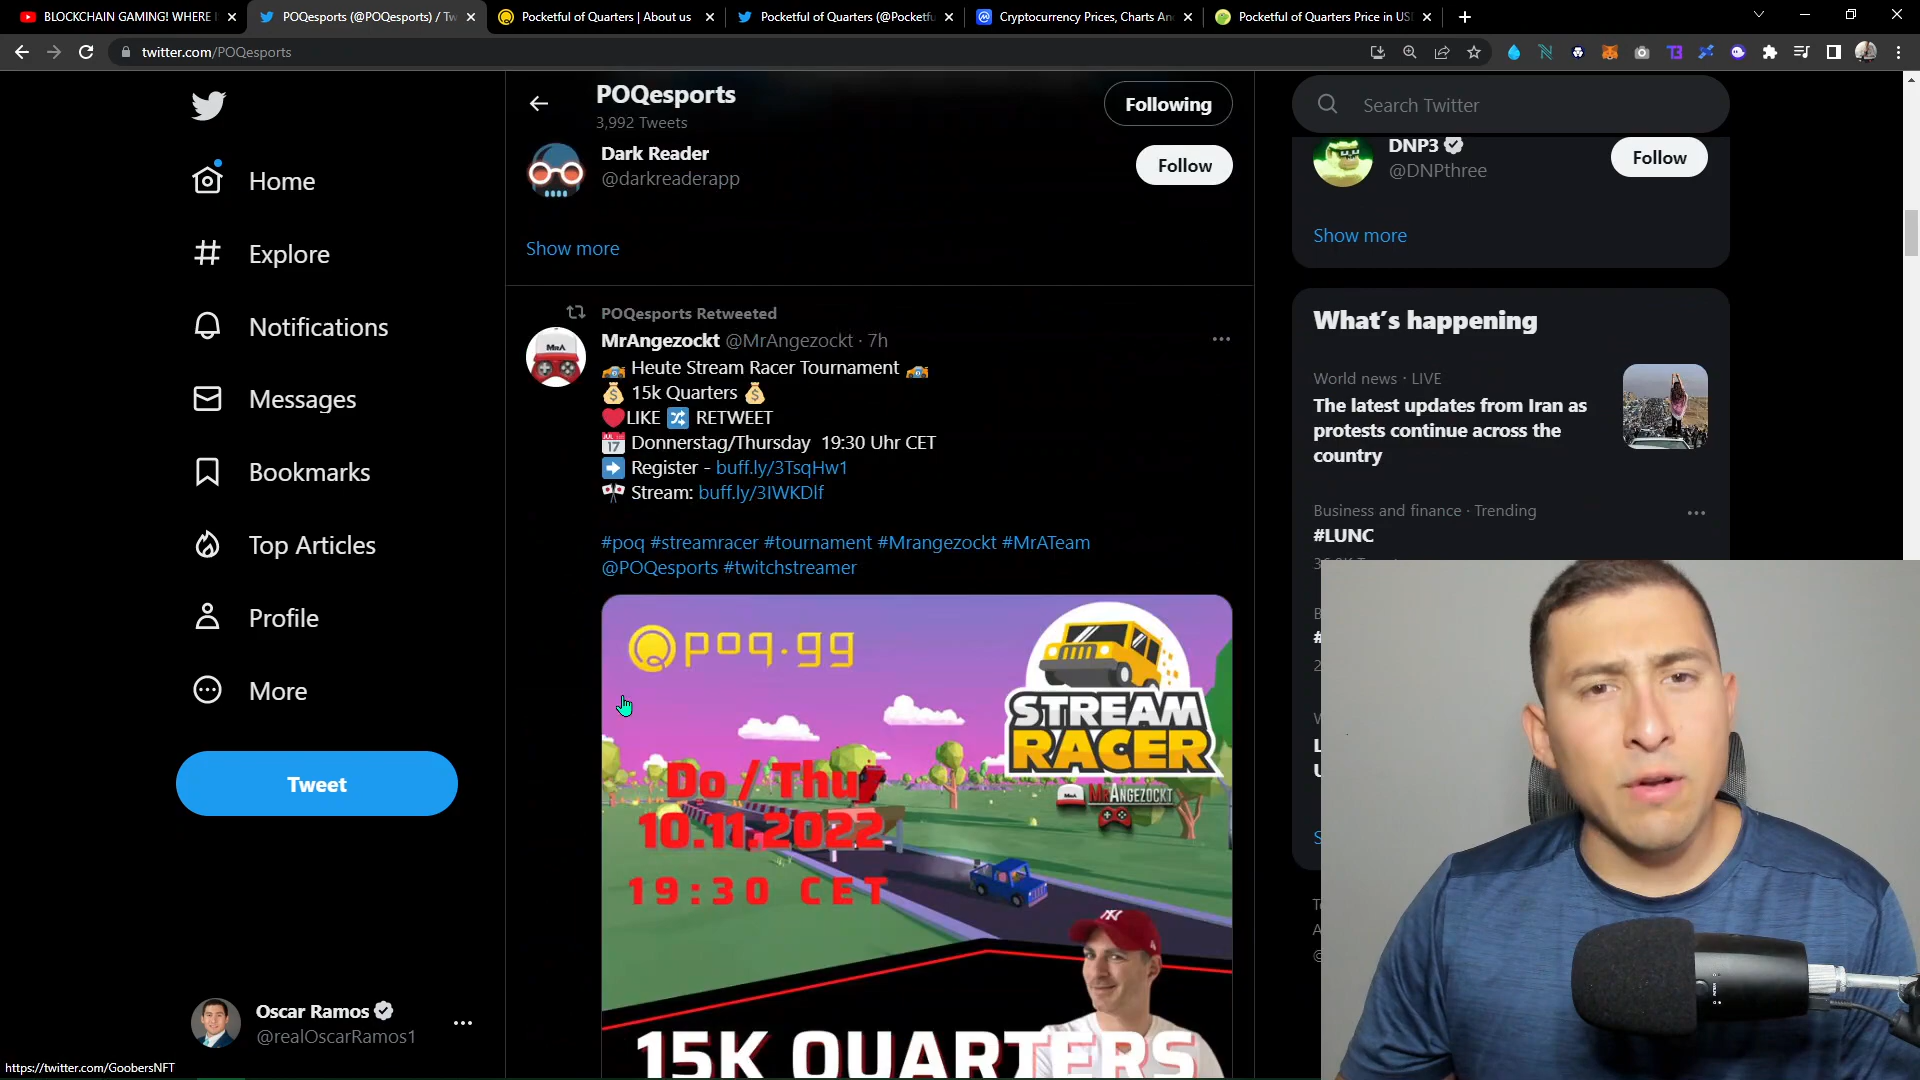 BLOCKCHAIN GAMING! WHERE
POQesports (@POQesports) / Tw
Pocketful of Quarters | About us
Pocketful of Quarters (@Pocketfu
Cryptocurrency Prices, Charts An
Pocketful of Quarters Price in US
twitter.com/POQesports
Home
Explore
Notifications
Messages
Bookmarks
Top Articles
Profile
More
Tweet
Oscar Ramos
@realOscarRamos1
https://twitter.com/GoobersNFT
POQesports
3,992 Tweets
Following
Dark Reader
@darkreaderapp
Follow
Show more
POQesports Retweeted
MrAngezockt @MrAngezockt · 7h
Heute Stream Racer Tournament
15k Quarters
LIKE RETWEET
Donnerstag/Thursday 19:30 Uhr CET
Register - buff.ly/3TsqHw1
Stream: buff.ly/3IWKDlf
#poq #streamracer #tournament #Mrangezockt #MrATeam
@POQesports #twitchstreamer
poq.gg
STREAM
RACER
MRANGEZOCKT
Do / Thu
10.11.2022
19:30 CET
15K QUARTERS
Search Twitter
DNP3
@DNPthree
Follow
Show more
What's happening
World news · LIVE
The latest updates from Iran as
protests continue across the
country
Business and finance · Trending
#LUNC